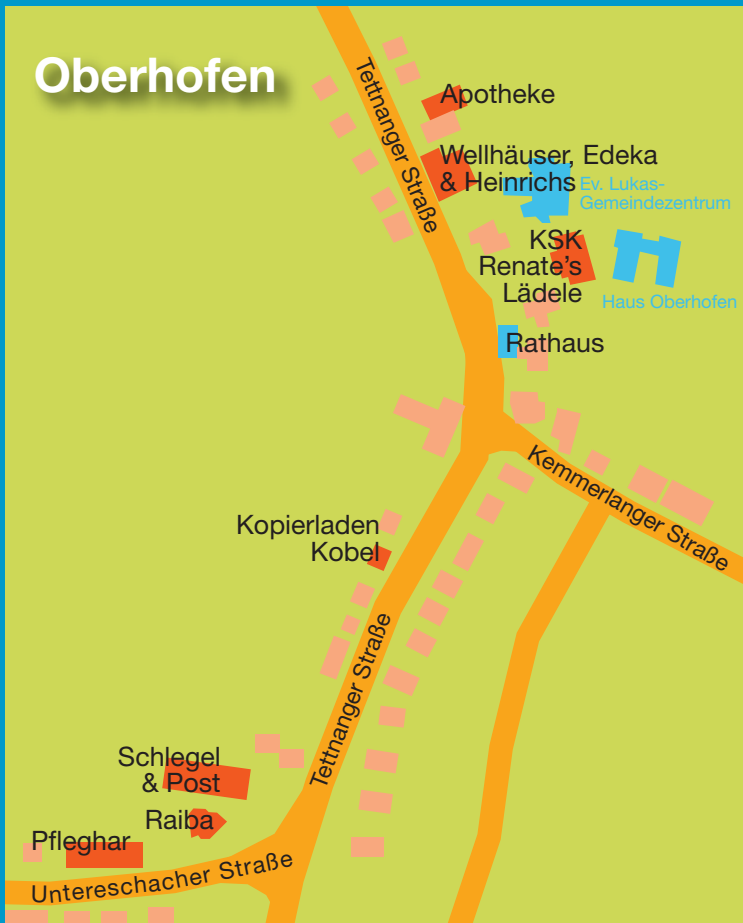 Oberhofen
Tettnanger Straße
Apotheke
Wellhäuser, Edeka
& Heinrichs
Ev. Lukas-
Gemeindezentrum
KSK
Renate's
Lädele
Haus Oberhofen
Rathaus
Kemmerlanger Straße
Kopierladen
Kobel
Tettnanger Straße
Schlegel
& Post
Raiba
Pfleghar
Untereschacher Straße